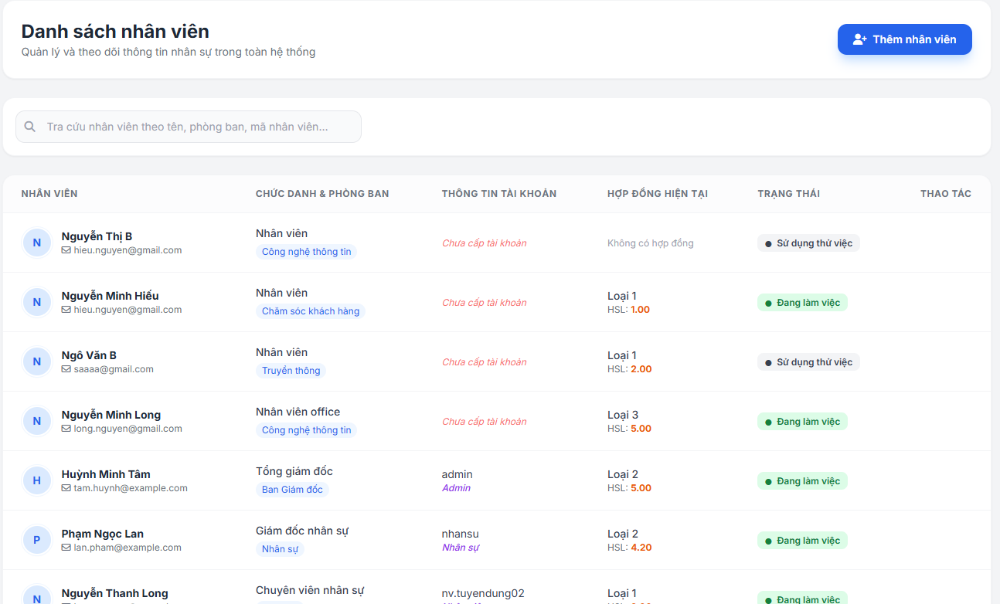 Danh sách nhân viên
Quản lý và theo dõi thông tin nhân sự trong toàn hệ thống
Thêm nhân viên
Tra cứu nhân viên theo tên, phòng ban, mã nhân viên...
NHÂN VIÊN CHỨC DANH & PHÒNG BAN THÔNG TIN TÀI KHOẢN HỢP ĐỒNG HIỆN TẠI TRẠNG THÁI THAO TÁC
N
Nguyễn Thị B
hieu.nguyen@gmail.com
Nhân viên
Công nghệ thông tin
Chưa cấp tài khoản
Không có hợp đồng
Sử dụng thử việc
N
Nguyễn Minh Hiếu
hieu.nguyen@gmail.com
Nhân viên
Chăm sóc khách hàng
Chưa cấp tài khoản
Loại 1
HSL: 1.00
Đang làm việc
N
Ngô Văn B
saaaa@gmail.com
Nhân viên
Truyền thông
Chưa cấp tài khoản
Loại 1
HSL: 2.00
Sử dụng thử việc
N
Nguyễn Minh Long
long.nguyen@gmail.com
Nhân viên office
Công nghệ thông tin
Chưa cấp tài khoản
Loại 3
HSL: 5.00
Đang làm việc
H
Huỳnh Minh Tâm
tam.huynh@example.com
Tổng giám đốc
Ban Giám đốc
admin
Admin
Loại 2
HSL: 5.00
Đang làm việc
P
Phạm Ngọc Lan
lan.pham@example.com
Giám đốc nhân sự
Nhân sự
nhansu
Nhân sự
Loại 2
HSL: 4.20
Đang làm việc
N
Nguyễn Thanh Long
Chuyên viên nhân sự
nv.tuyendung02
Loại 1
Đang làm việc